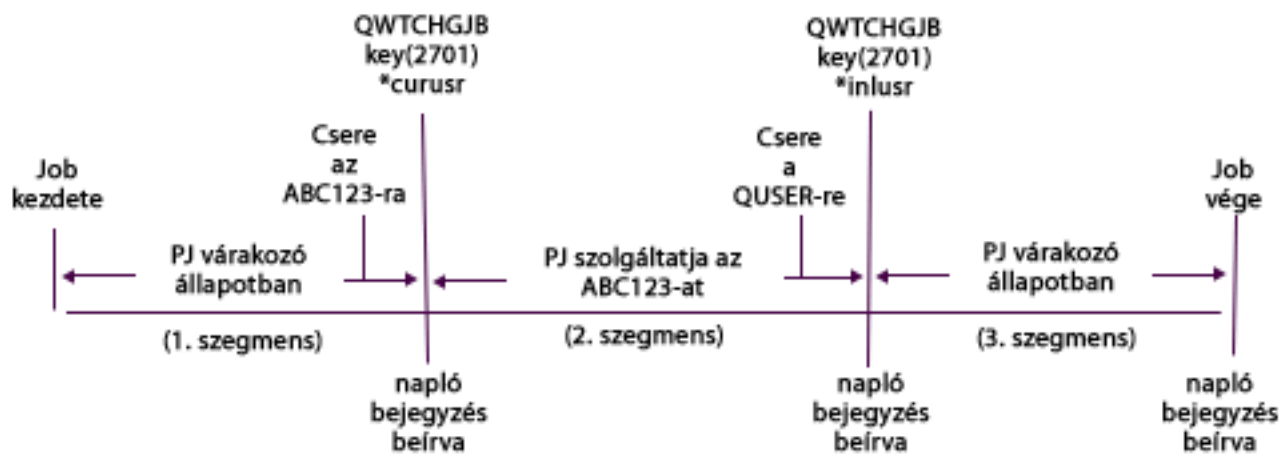 QWTCHGJB
key(2701)
*curusr
QWTCHGJB
key(2701)
*inlusr
Job
kezdete
Csere
az
ABC123-ra
Csere
a
QUSER-re
Job
vége
PJ várakozó
állapotban
PJ szolgáltatja az
ABC123-at
PJ várakozó
állapotban
(1. szegmens)
(2. szegmens)
(3. szegmens)
napló
bejegyzés
beírva
napló
bejegyzés
beírva
napló
bejegyzés
beírva